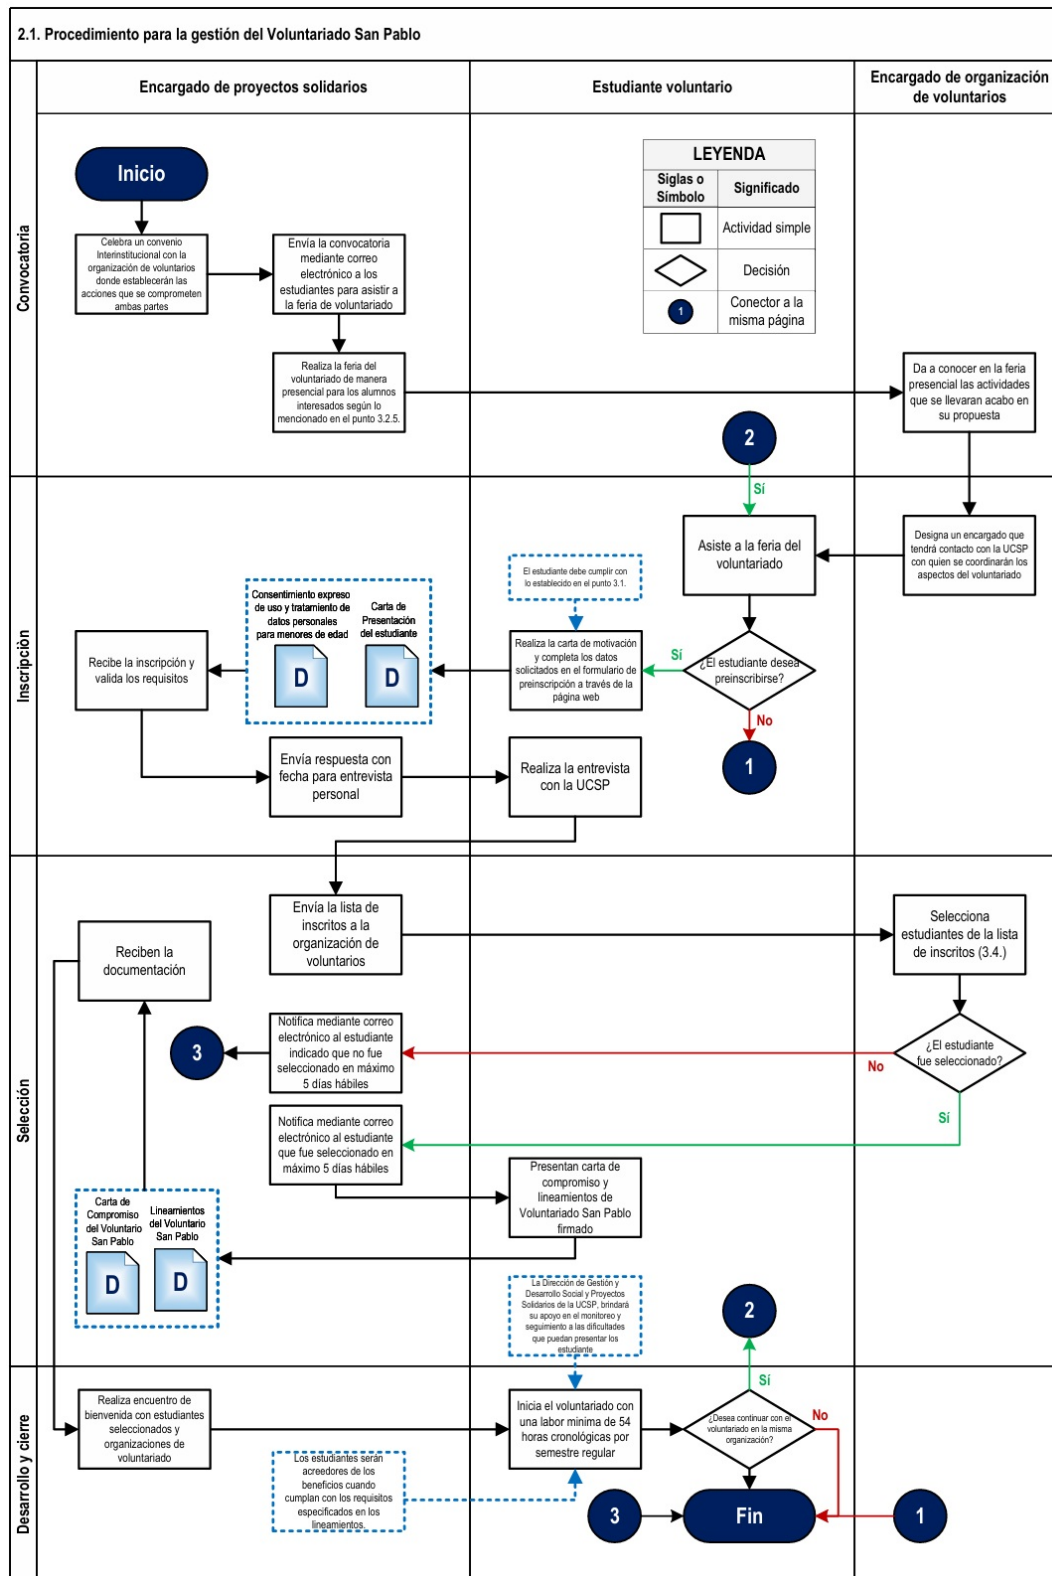 2.1. Procedimiento para la gestión del Voluntariado San Pablo
Encargado de proyectos solidarios
Estudiante voluntario
Encargado de organización
de voluntarios
Convocatoria
Inicio
Celebra un convenio
Interinstitucional con la
organización de voluntarios
donde establecerán las
acciones que se comprometen
ambas partes
Envía la convocatoria
mediante correo
electrónico a los
estudiantes para asistir a
la feria de voluntariado
Realiza la feria del
voluntariado de manera
presencial para los alumnos
interesados según lo
mencionado en el punto 3.2.5.
LEYENDA
Siglas o
Símbolo
Significado
Actividad simple
Decisión
1
Conector a la
misma página
Da a conocer en la feria
presencial las actividades
que se llevaran acabo en
su propuesta
2
Sí
Inscripción
Asiste a la feria del
voluntariado
Designa un encargado que
tendrá contacto con la UCSP
con quien se coordinarán los
aspectos del voluntariado
El estudiante debe cumplir con
lo establecido en el punto 3.1.
Consentimiento expreso
de uso y tratamiento de
datos personales
para menores de edad
D
Carta de
Presentación
del estudiante
D
Recibe la inscripción y
valida los requisitos
Realiza la carta de motivación
y completa los datos
solicitados en el formulario de
preinscripción a través de la
página web
Sí
¿El estudiante desea
preinscribirse?
No
1
Envía respuesta con
fecha para entrevista
personal
Realiza la entrevista
con la UCSP
Selección
Envía la lista de
inscritos a la
organización de
voluntarios
Selecciona
estudiantes de la lista
de inscritos (3.4.)
Reciben la
documentación
3
Notifica mediante correo
electrónico al estudiante
indicado que no fue
seleccionado en máximo
5 días hábiles
¿El estudiante
fue seleccionado?
No
Sí
Notifica mediante correo
electrónico al estudiante
que fue seleccionado en
máximo 5 días hábiles
Presentan carta de
compromiso y
lineamientos de
Voluntariado San Pablo
firmado
Carta de
Compromiso
del Voluntario
San Pablo
D
Lineamientos
del Voluntario
San Pablo
D
La Dirección de Gestión y
Desarrollo Social y Proyectos
Solidarios de la UCSP, brindará
su apoyo en el monitoreo y
seguimiento a las dificultades
que puedan presentar los
estudiante
2
Sí
Desarrollo y cierre
Realiza encuentro de
bienvenida con estudiantes
seleccionados y
organizaciones de
voluntariado
Inicia el voluntariado con
una labor minima de 54
horas cronológicas por
semestre regular
¿Desea continuar con el
voluntariado en la misma
organización?
No
Los estudiantes serán
acreedores de los
beneficios cuando
cumplan con los requisitos
especificados en los
lineamientos.
3
Fin
1